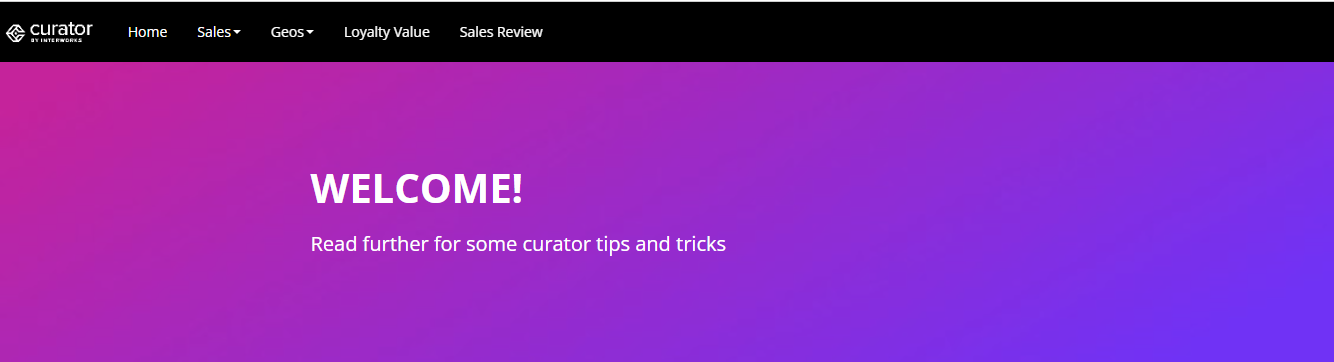 curator
BY INTERWORKS
Home Sales Geos Loyalty Value Sales Review
WELCOME!
Read further for some curator tips and tricks